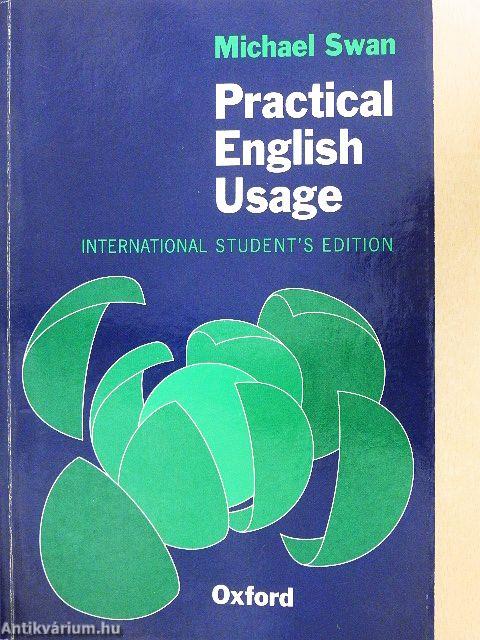 Michael Swan
Practical
English
Usage
INTERNATIONAL STUDENT'S EDITION
Oxford
Antikvárium.hu